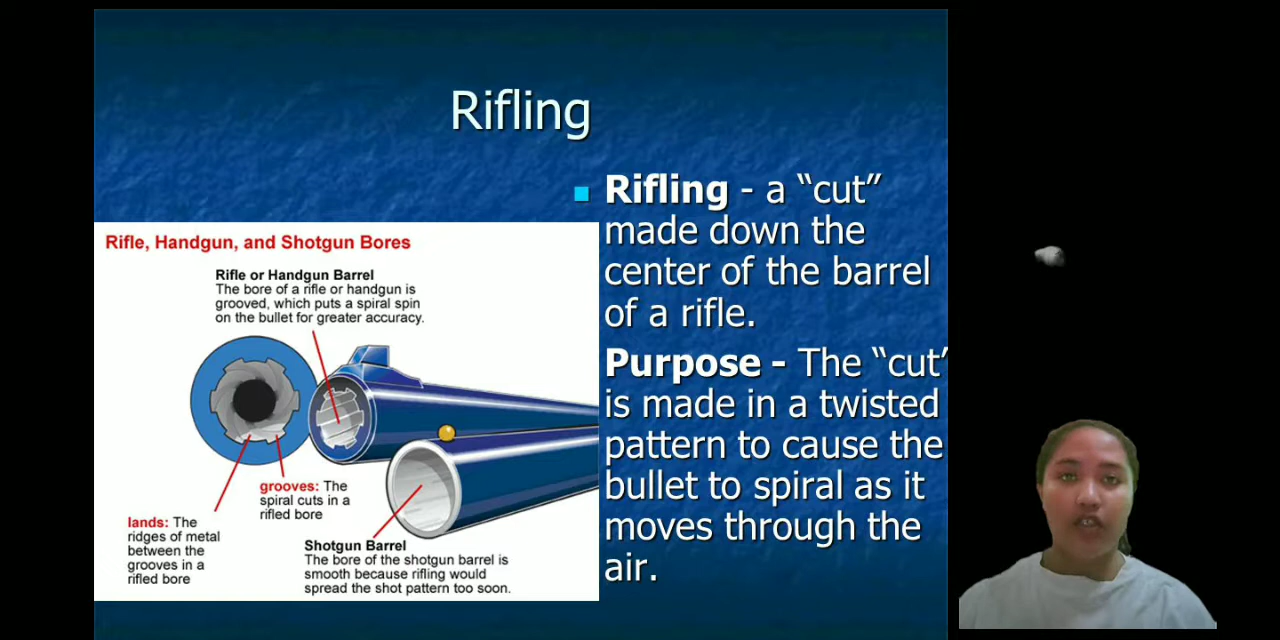 Rifling
Rifle, Handgun, and Shotgun Bores
Rifle or Handgun Barrel
The bore of a rifle or handgun is
grooved, which puts a spiral spin
on the bullet for greater accuracy.
grooves: The
spiral cuts in a
rifled bore
lands: The
ridges of metal
between the
grooves in a
rifled bore
Shotgun Barrel
The bore of the shotgun barrel is
smooth because rifling would
spread the shot pattern too soon.
Rifling - a “cut”
made down the
center of the barrel
of a rifle.
Purpose - The “cut”
is made in a twisted
pattern to cause the
bullet to spiral as it
moves through the
air.